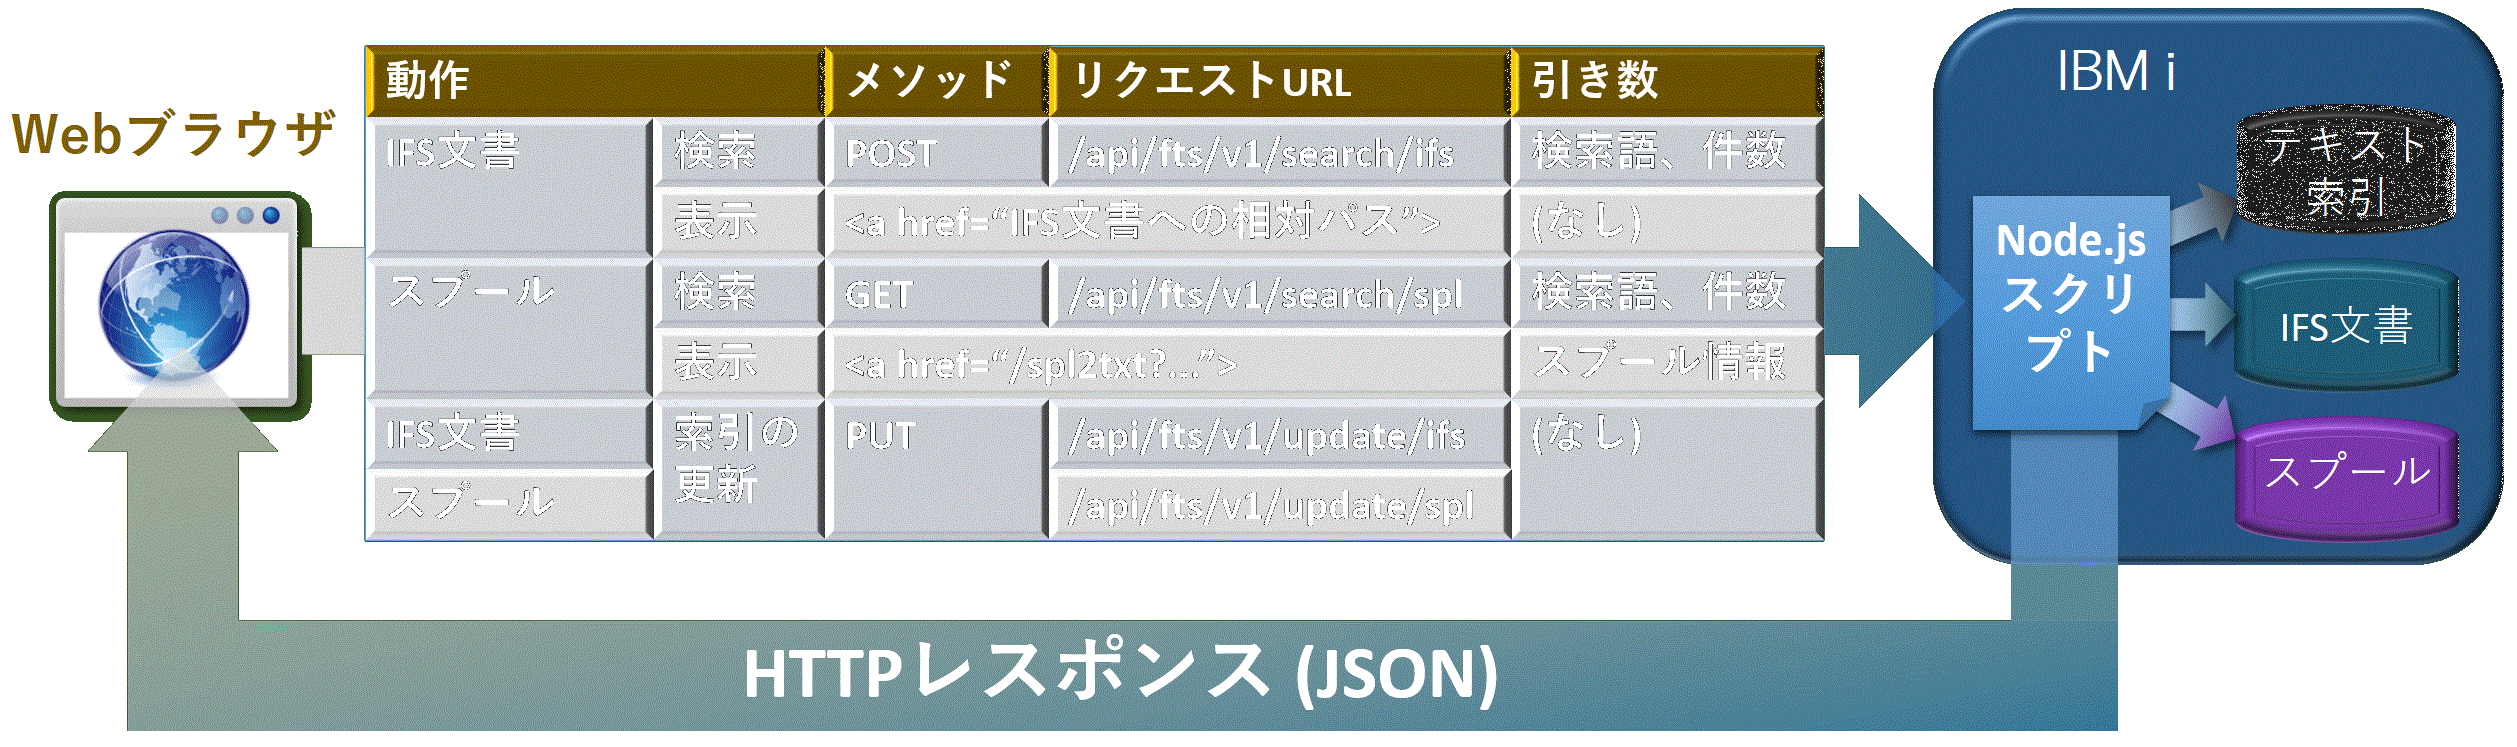 Webブラウザ
動作 メソッド リクエストURL 引き数
IFS文書 検索 POST /api/fts/v1/search/ifs 検索語、件数
表示 <a href=“IFS文書への相対パス”> (なし)
スプール 検索 GET /api/fts/v1/search/spl 検索語、件数
表示 <a href=“/spl2txt?...”> スプール情報
IFS文書 索引の PUT /api/fts/v1/update/ifs (なし)
更新
スプール /api/fts/v1/update/spl
IBM i
テキスト
索引
Node.js
スクリ
プト
IFS文書
スプール
HTTPレスポンス (JSON)